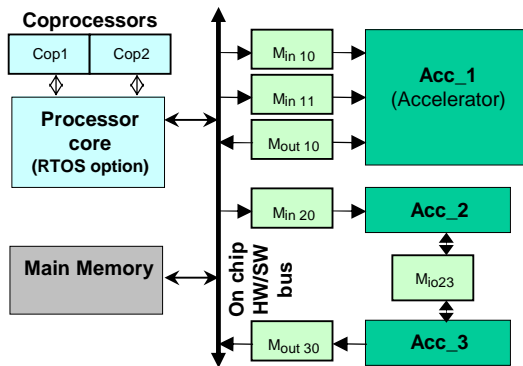 Coprocessors
Cop1
Cop2
Processor
core
(RTOS option)
Main Memory
On chip
HW/SW
bus
Min 10
Min 11
Mout 10
Min 20
Mio23
Mout 30
Acc_1
(Accelerator)
Acc_2
Acc_3